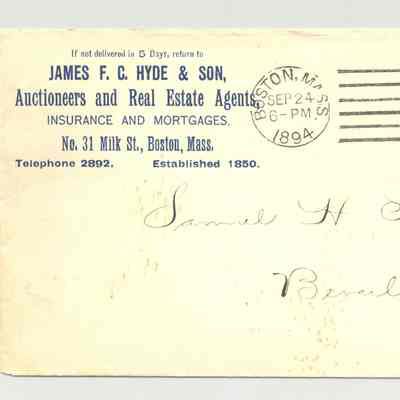 If not delivered in 5 Days, return to
JAMES F. C. HYDE & SON,
Auctioneers and Real Estate Agents
INSURANCE AND MORTGAGES,
No. 31 Milk St., Boston, Mass.
Telephone 2892. Established 1850.
BOSTON, MASS
SEP 24
6-PM
1894
Samuel H